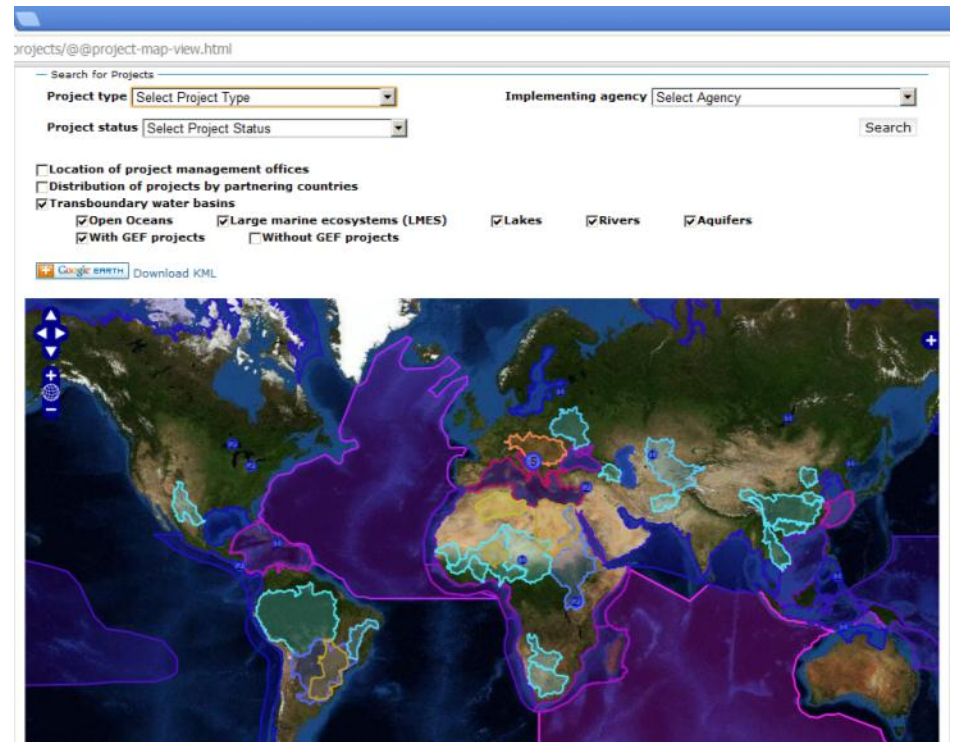 projects/@@project-map-view.html
Search for Projects
Project type Select Project Type Implementing agency Select Agency
Project status Select Project Status Search
Location of project management offices
Distribution of projects by partnering countries
Transboundary water basins
Open Oceans Large marine ecosystems (LMES) Lakes Rivers Aquifers
With GEF projects Without GEF projects
Google EARTH Download KML
5